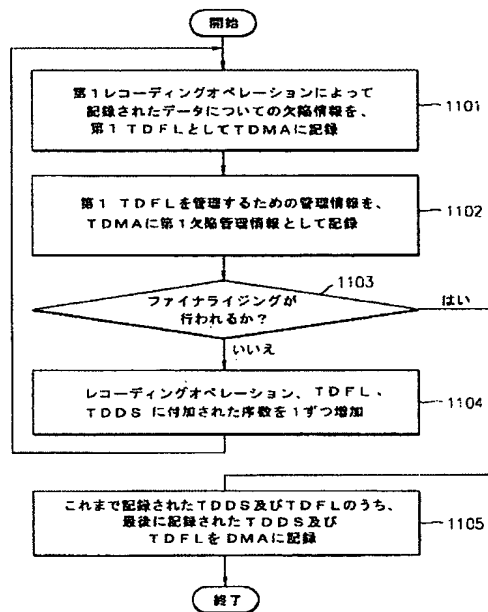 開始
第1レコーディングオペレーションによって
記録されたデータについての欠陥情報を、
第1 TDFLとしてTDMAに記録
1101
第1 TDFLを管理するための管理情報を、
TDMAに第1欠陥管理情報として記録
1102
1103
ファイナライジングが
行われるか?
はい
いいえ
レコーディングオペレーション、TDFL、
TDDS に付加された序数を1ずつ増加
1104
これまで記録されたTDDS及びTDFLのうち、
最後に記録されたTDDS及び
TDFLをDMAに記録
1105
終了